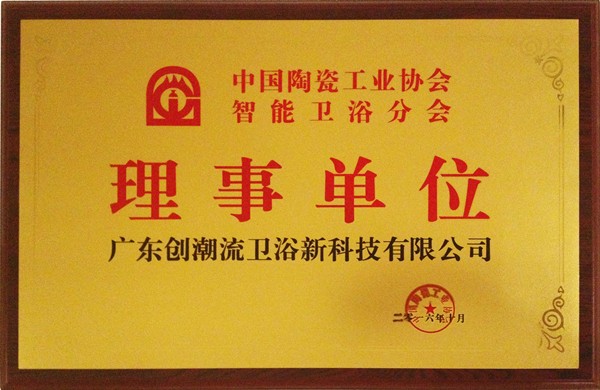 中国陶瓷工业协会
智能卫浴分会
理事单位
广东创潮流卫浴新科技有限公司
二零一六年十月